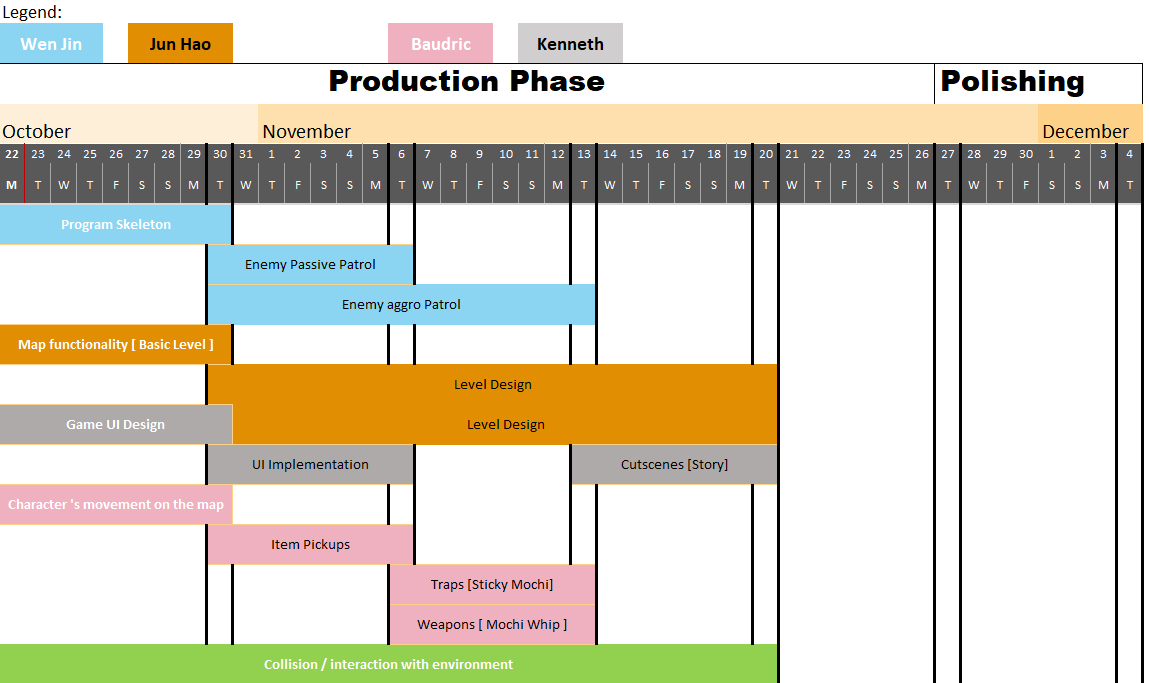 Legend:
Wen Jin Jun Hao Baudric Kenneth
Production Phase Polishing
October November December
22 23 24 25 26 27 28 29 30 31 1 2 3 4 5 6 7 8 9 10 11 12 13 14 15 16 17 18 19 20 21 22 23 24 25 26 27 28 29 30 1 2 3 4
M T W T F S S M T W T F S S M T W T F S S M T W T F S S M T W T F S S M T W T F S S M T
Program Skeleton
Enemy Passive Patrol
Enemy aggro Patrol
Map functionality [ Basic Level ]
Level Design
Game UI Design Level Design
UI Implementation Cutscenes [Story]
Character 's movement on the map
Item Pickups
Traps [Sticky Mochi]
Weapons [ Mochi Whip ]
Collision / interaction with environment